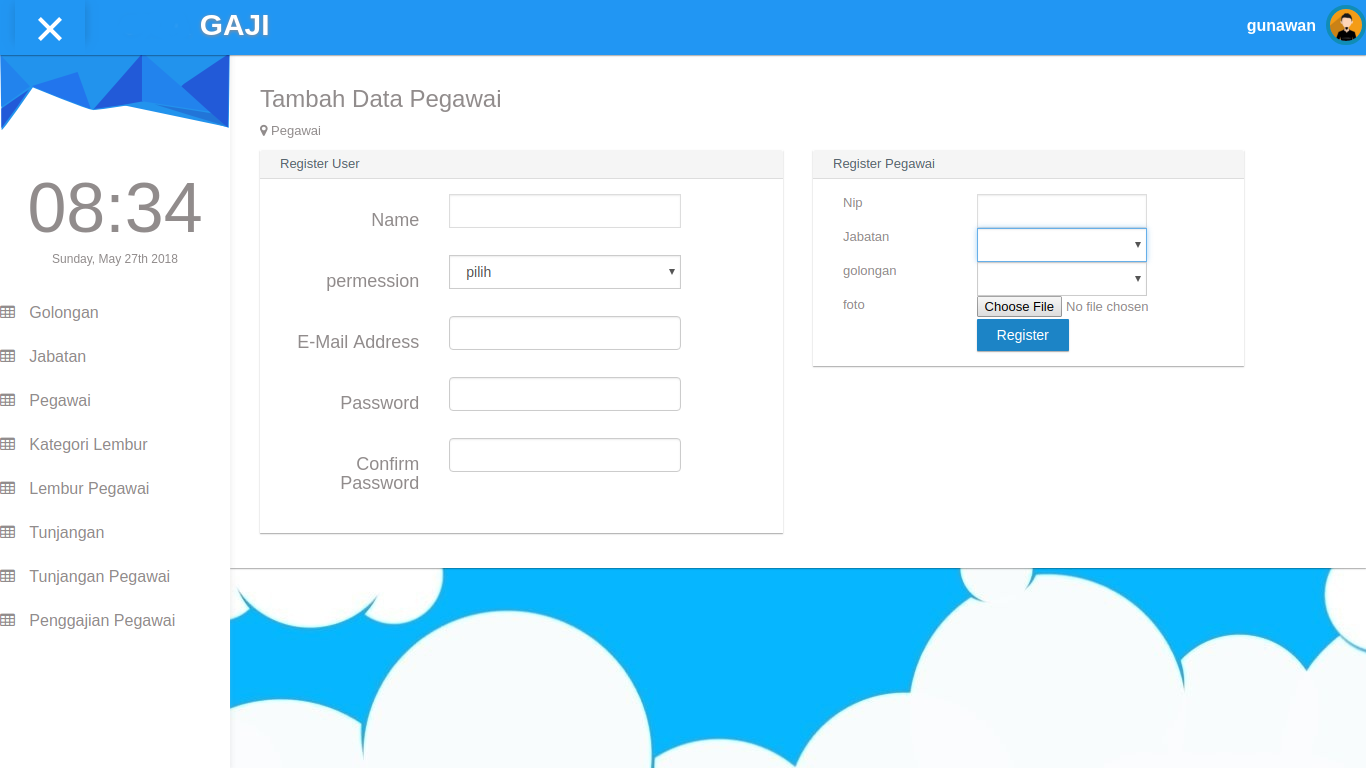 GAJI
gunawan
08:34
Sunday, May 27th 2018
Golongan
Jabatan
Pegawai
Kategori Lembur
Lembur Pegawai
Tunjangan
Tunjangan Pegawai
Penggajian Pegawai
Tambah Data Pegawai
Pegawai
Register User
Name
permession
pilih
E-Mail Address
Password
Confirm
Password
Register Pegawai
Nip
Jabatan
golongan
foto
Choose File No file chosen
Register